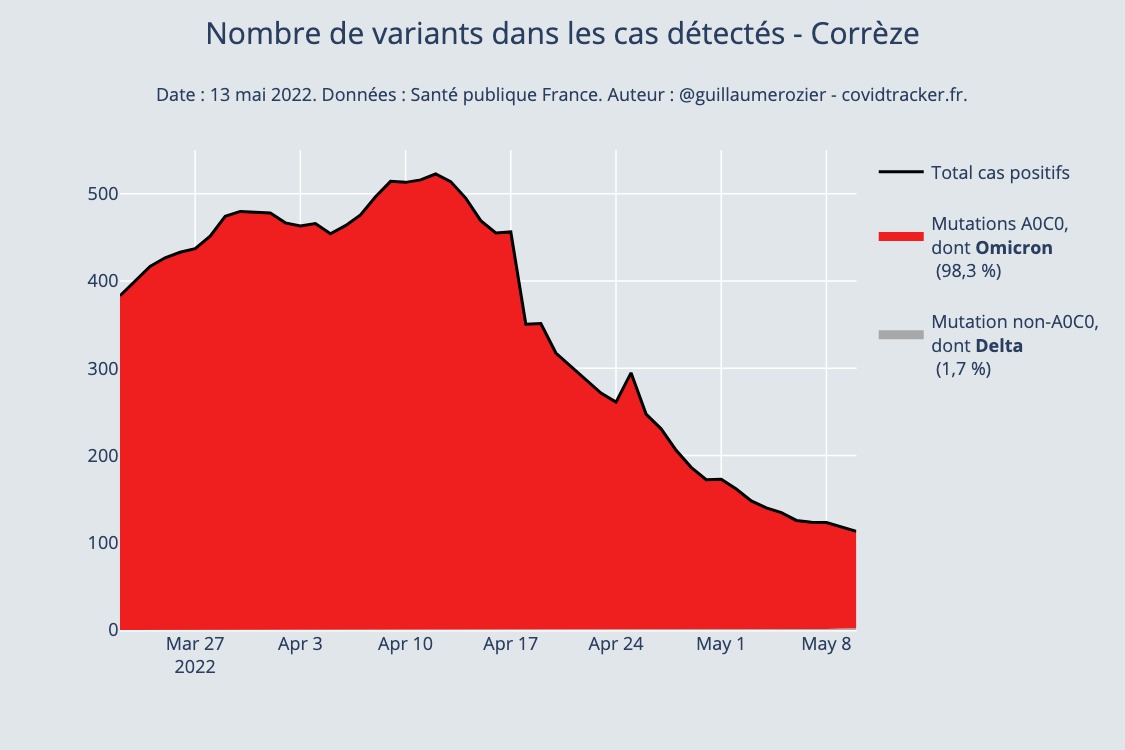 Nombre de variants dans les cas détectés - Corrèze
Date : 13 mai 2022. Données : Santé publique France. Auteur : @guillaumerozier - covidtracker.fr.
500
400
300
200
100
0
Mar 27
2022
Apr 3
Apr 10
Apr 17
Apr 24
May 1
May 8
Total cas positifs
Mutations A0C0,
dont Omicron
(98,3 %)
Mutation non-A0C0,
dont Delta
(1,7 %)